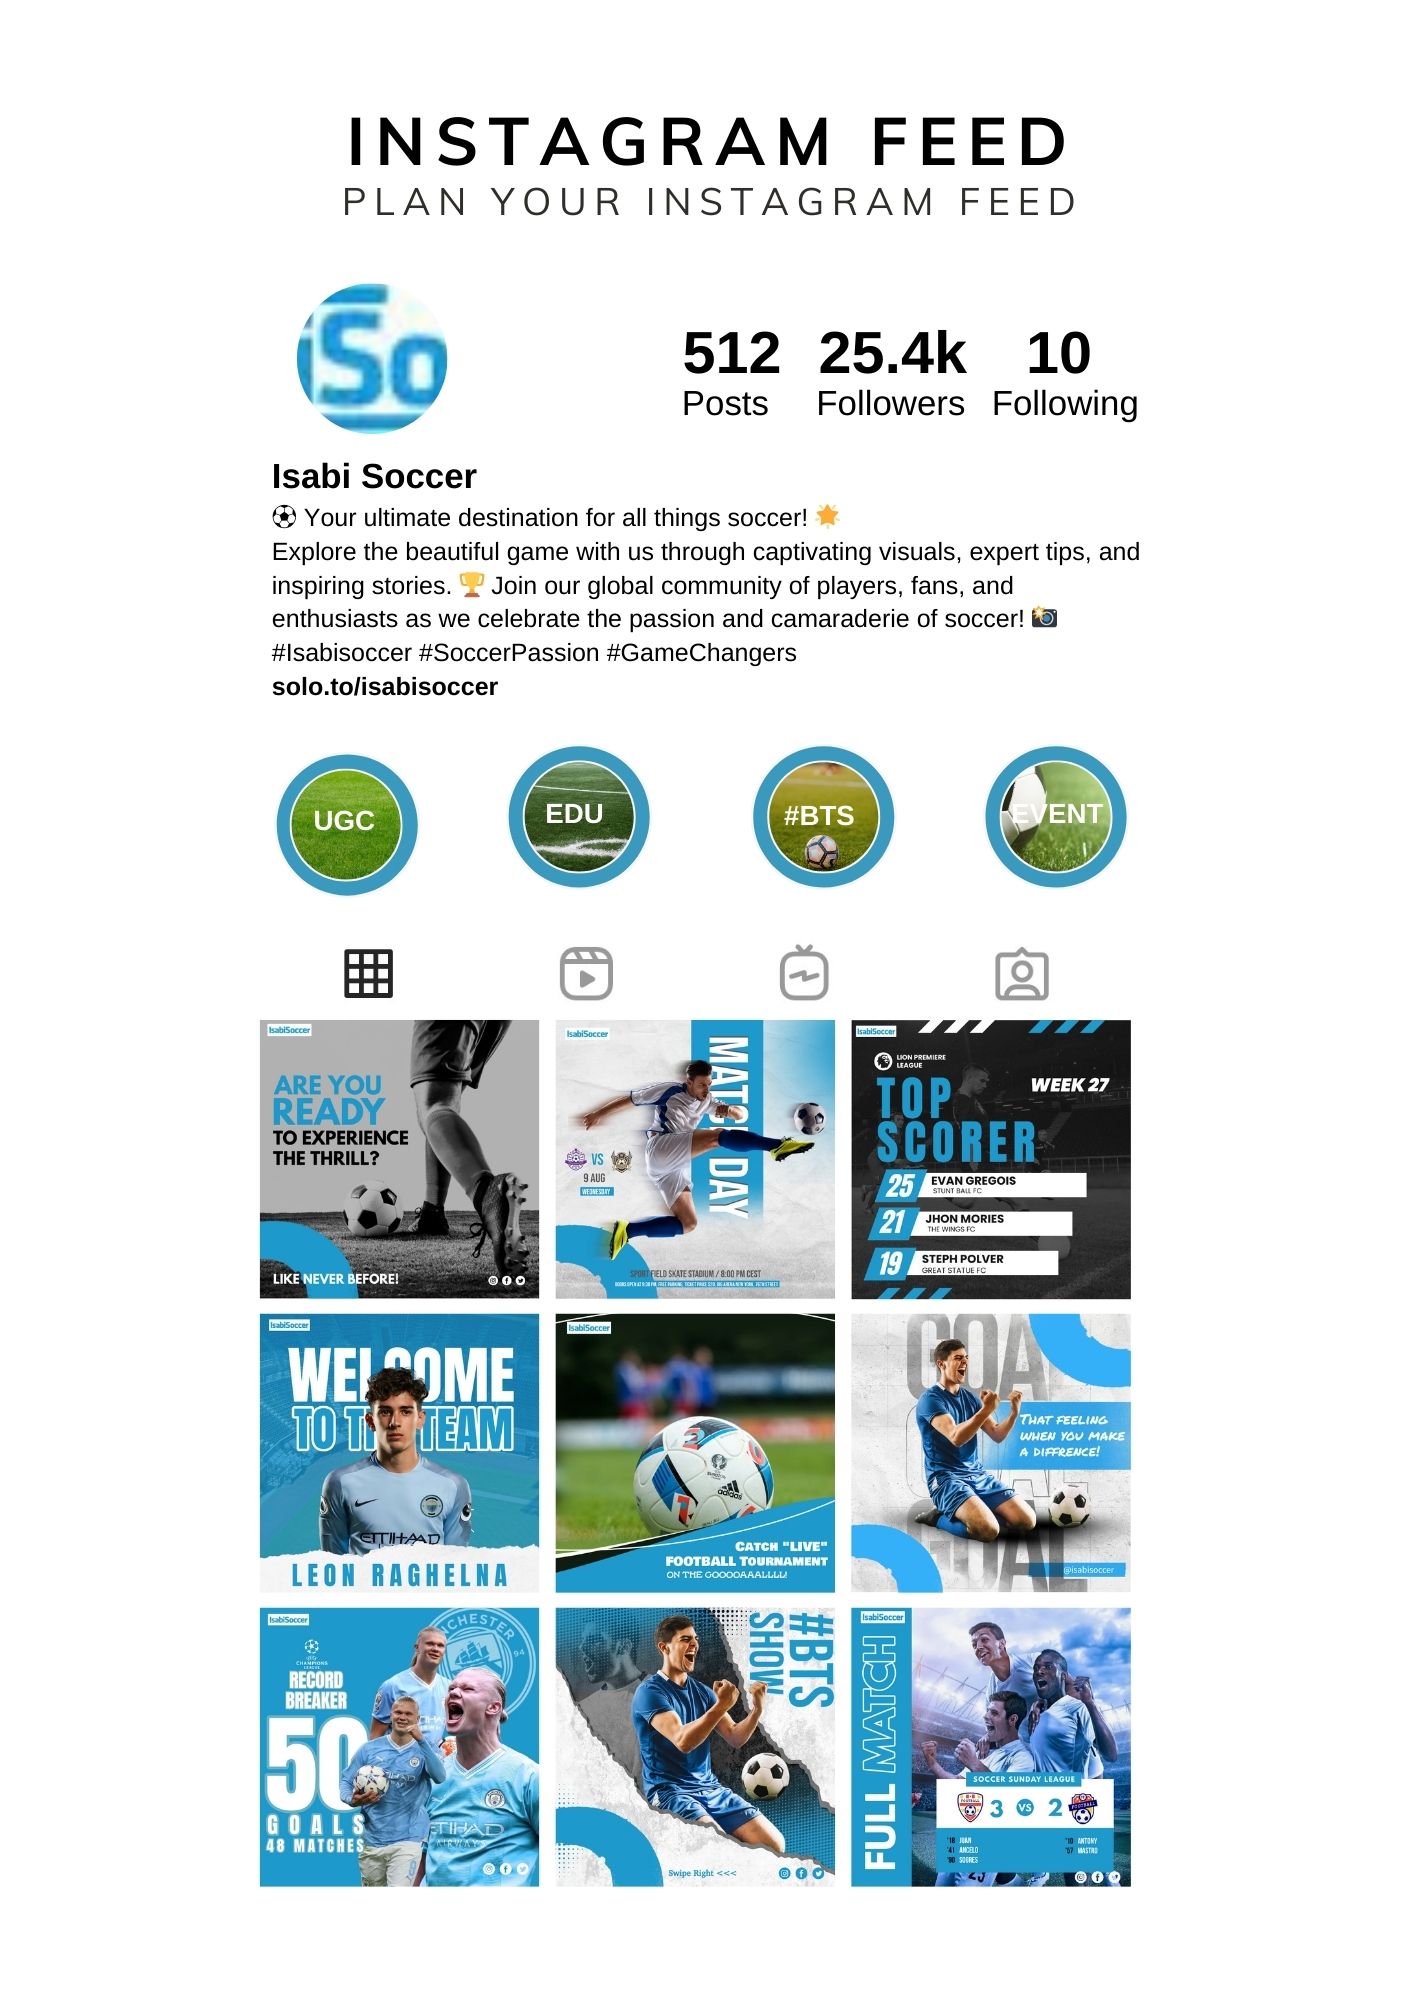 INSTAGRAM FEED
PLAN YOUR INSTAGRAM FEED
iSo
512 25.4k 10
Posts Followers Following
Isabi Soccer
⚽ Your ultimate destination for all things soccer! 🌟
Explore the beautiful game with us through captivating visuals, expert tips, and
inspiring stories. 🏆 Join our global community of players, fans, and
enthusiasts as we celebrate the passion and camaraderie of soccer! 📸
#Isabisoccer #SoccerPassion #GameChangers
solo.to/isabisoccer
UGC
EDU
#BTS
EVENT
IsabiSoccer
ARE YOU
READY
TO EXPERIENCE
THE THRILL?
LIKE NEVER BEFORE!
IsabiSoccer
MATCH DAY
VS
9 AUG
WEDNESDAY
SPORT FIELD SKATE STADIUM / 8:00 PM CEST
IsabiSoccer
LION PREMIERE
LEAGUE
WEEK 27
TOP
SCORER
25 EVAN GREGOIS
STUNT BALL FC
21 JHON MORIES
THE WINGS FC
19 STEPH POLVER
GREAT STATUE FC
IsabiSoccer
WELCOME
TO THE TEAM
ETIHAAD
LEON RAGHELNA
IsabiSoccer
adidas
CATCH "LIVE"
FOOTBALL TOURNAMENT
ON THE GOOOOAAALLLL!
GOAL
GOAL
GOAL
THAT FEELING
WHEN YOU MAKE
A DIFFRENCE!
@isabisoccer
IsabiSoccer
CHESTER
94
CHAMPIONS
LEAGUE
RECORD
BREAKER
50
GOALS
48 MATCHES
#BTS
SHOW
Swipe Right <<<
IsabiSoccer
FULL MATCH
SOCCER SUNDAY LEAGUE
3 VS 2
'18 JUAN
'41 ANCELO
'90 SOGRES
'10 ANTONY
'57 MASTRO